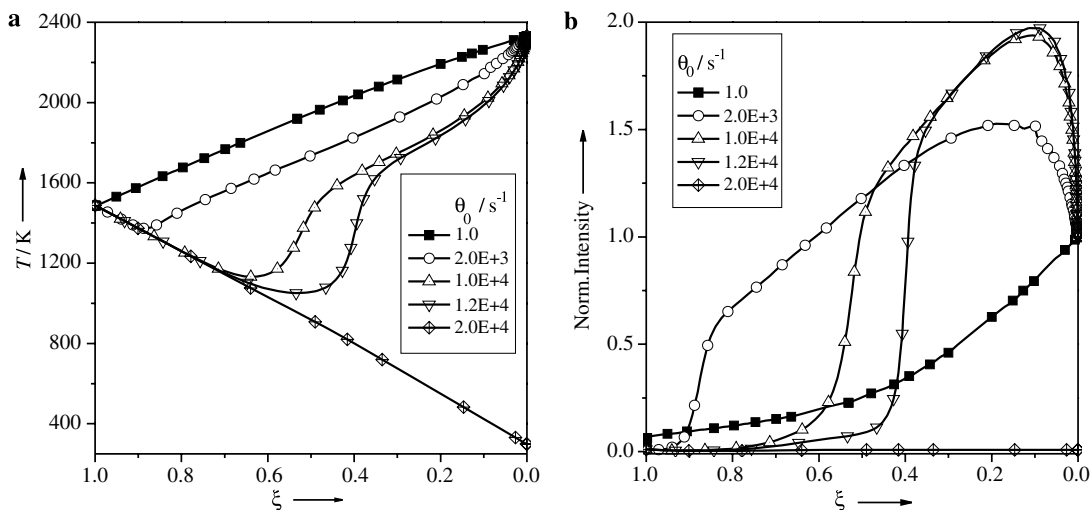 a
2400
2000
1600
1200
800
400
T / K
θ0 / s-1
1.0
2.0E+3
1.0E+4
1.2E+4
2.0E+4
1.0 0.8 0.6 0.4 0.2 0.0
ξ
b
2.0
1.5
1.0
0.5
0.0
Norm.Intensity
θ0 / s-1
1.0
2.0E+3
1.0E+4
1.2E+4
2.0E+4
1.0 0.8 0.6 0.4 0.2 0.0
ξ